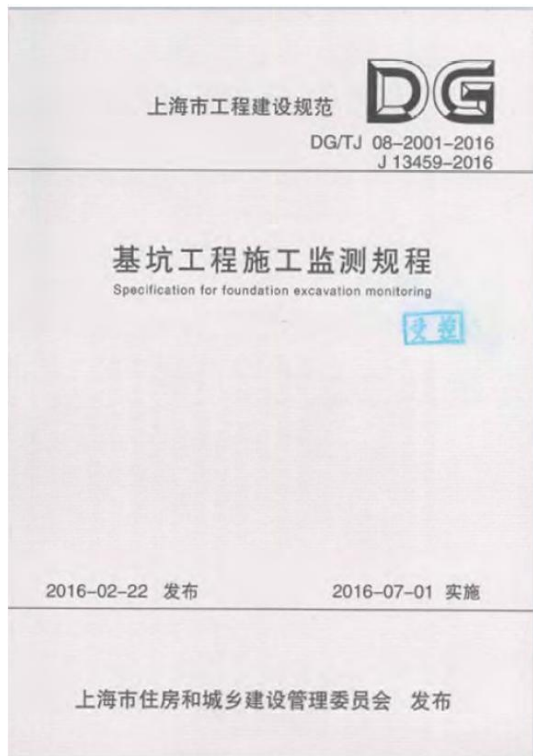 DG
上海市工程建设规范
DG/TJ 08-2001-2016
J 13459-2016
基坑工程施工监测规程
Specification for foundation excavation monitoring
受控
2016-02-22 发布
2016-07-01 实施
上海市住房和城乡建设管理委员会 发布